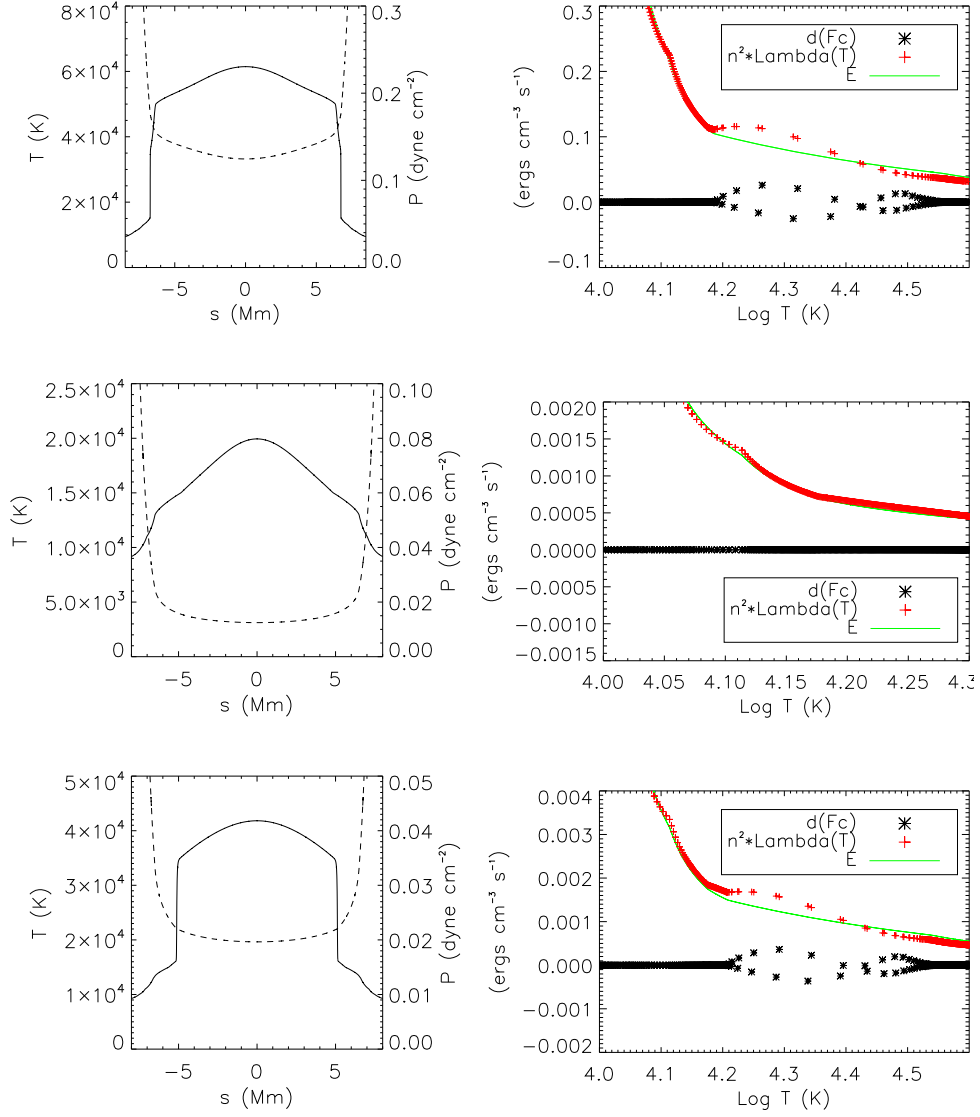 8×10⁴
6×10⁴
4×10⁴
2×10⁴
0
T (K)
−5 0 5
s (Mm)
0.3
0.2
0.1
0.0
P (dyne cm⁻²)
0.3
0.2
0.1
0.0
−0.1
(ergs cm⁻³ s⁻¹)
d(Fc)
n²*Lambda(T)
E
4.0 4.1 4.2 4.3 4.4 4.5
Log T (K)
2.5×10⁴
2.0×10⁴
1.5×10⁴
1.0×10⁴
5.0×10³
0
T (K)
−5 0 5
s (Mm)
0.10
0.08
0.06
0.04
0.02
0.00
P (dyne cm⁻²)
0.0020
0.0015
0.0010
0.0005
0.0000
−0.0005
−0.0010
−0.0015
(ergs cm⁻³ s⁻¹)
d(Fc)
n²*Lambda(T)
E
4.00 4.05 4.10 4.15 4.20 4.25 4.3
Log T (K)
5×10⁴
4×10⁴
3×10⁴
2×10⁴
1×10⁴
0
T (K)
−5 0 5
s (Mm)
0.05
0.04
0.03
0.02
0.01
0.00
P (dyne cm⁻²)
0.004
0.003
0.002
0.001
0.000
−0.001
−0.002
(ergs cm⁻³ s⁻¹)
d(Fc)
n²*Lambda(T)
E
4.0 4.1 4.2 4.3 4.4 4.5
Log T (K)